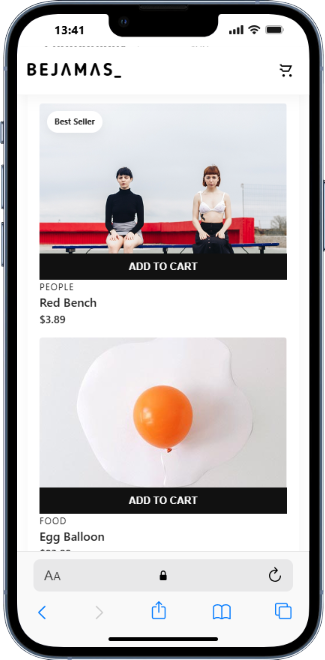 13:41
BEJAMAS_
Best Seller
ADD TO CART
PEOPLE
Red Bench
$3.89
ADD TO CART
FOOD
Egg Balloon
AA